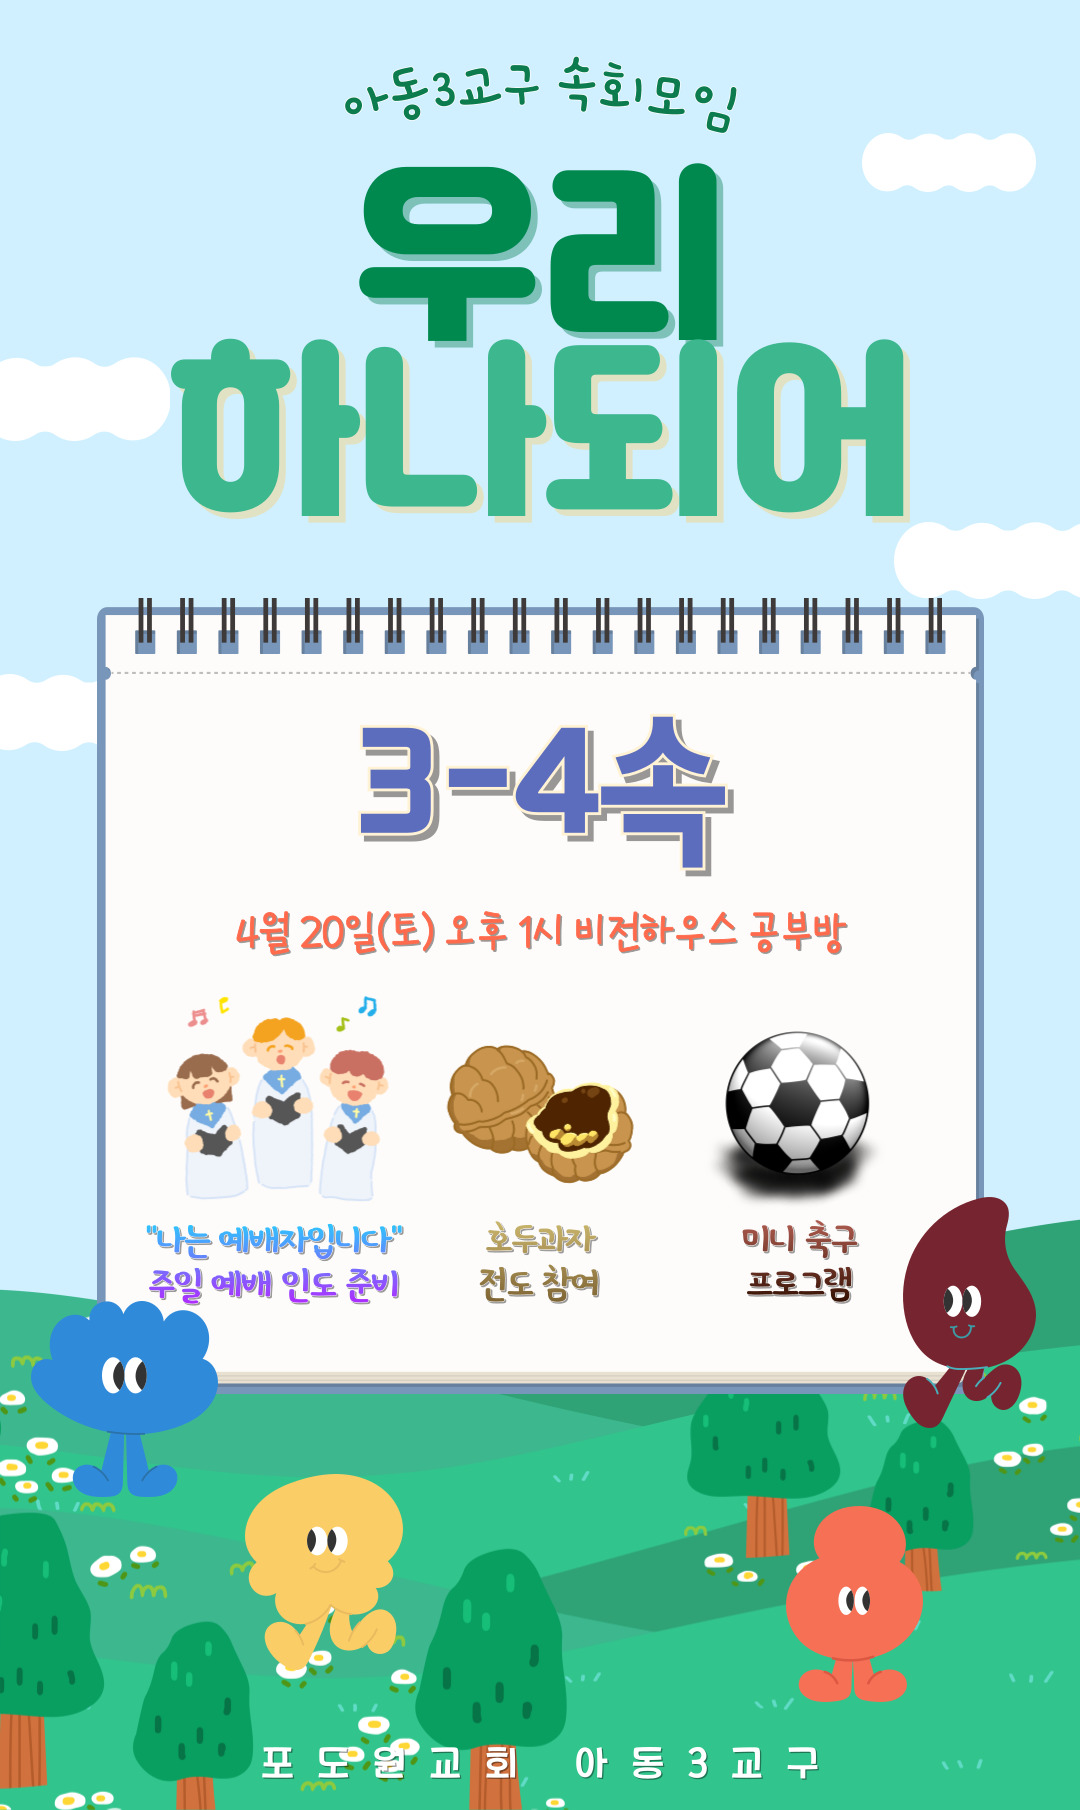 아동3교구 속회모임
우리
하나되어
3-4속
4월 20일(토) 오후 1시 비전하우스 공부방
"나는 예배자입니다"
주일 예배 인도 준비
호두과자
전도 참여
미니 축구
프로그램
포도원교회 아동3교구